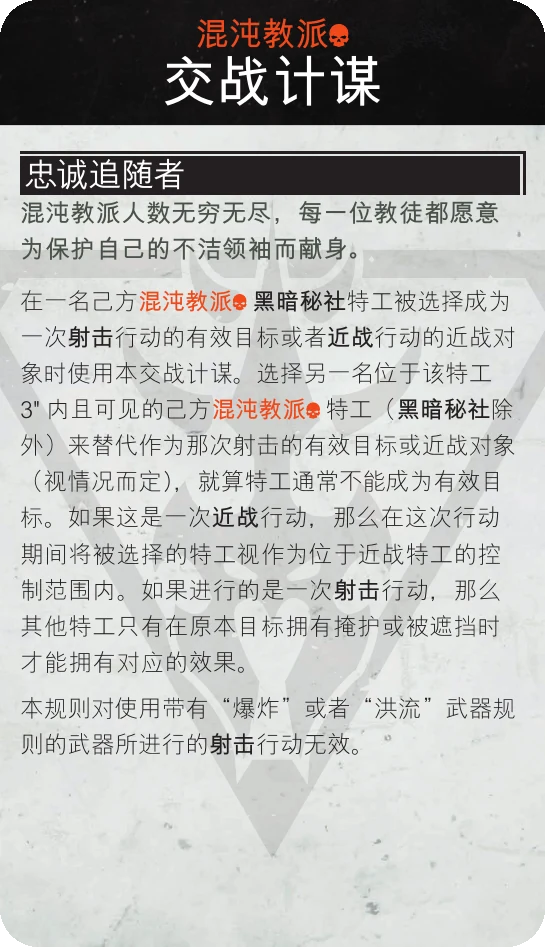 混沌教派
交战计谋
忠诚追随者
混沌教派人数无穷无尽，每一位教徒都愿意
为保护自己的不洁领袖而献身。
在一名己方混沌教派 黑暗秘社特工被选择成为
一次射击行动的有效目标或者近战行动的近战对
象时使用本交战计谋。选择另一名位于该特工
3" 内且可见的己方混沌教派 特工（黑暗秘社除
外）来替代作为那次射击的有效目标或近战对象
（视情况而定），就算特工通常不能成为有效目
标。如果这是一次近战行动，那么在这次行动
期间将被选择的特工视作为位于近战特工的控
制范围内。如果进行的是一次射击行动，那么
其他特工只有在原本目标拥有掩护或被遮挡时
才能拥有对应的效果。
本规则对使用带有“爆炸”或者“洪流”武器规
则的武器所进行的射击行动无效。